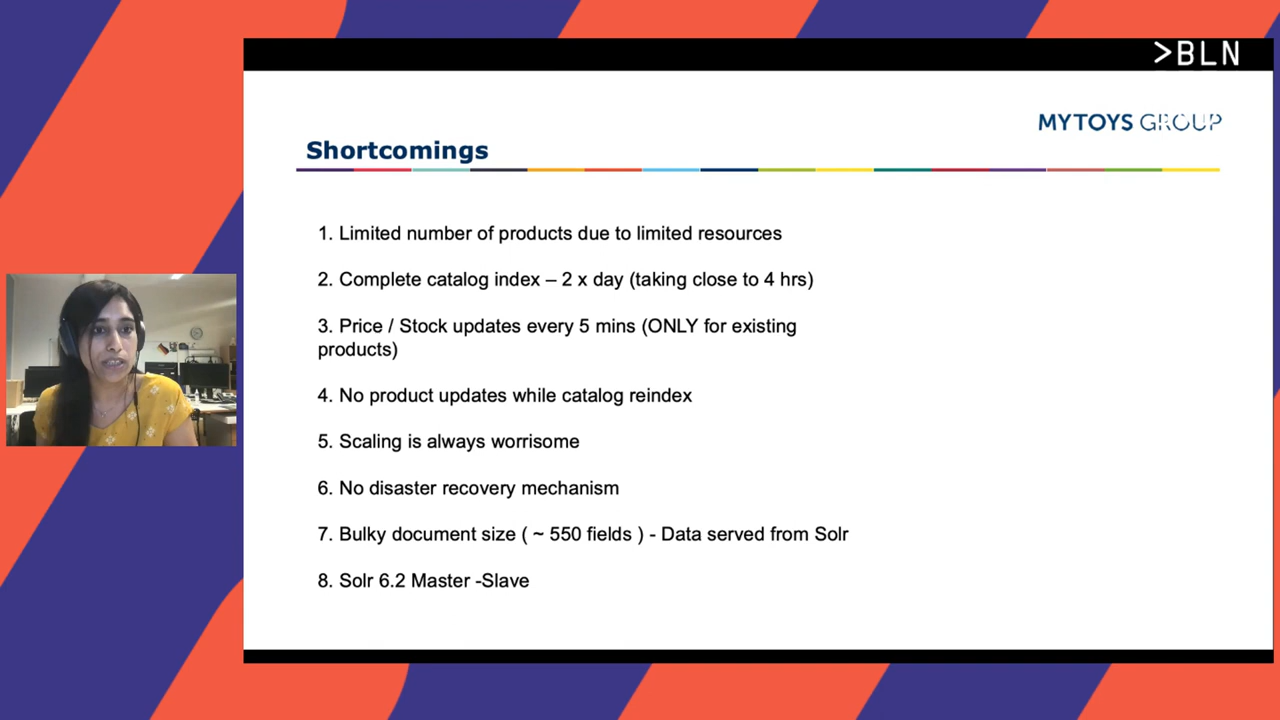 >BLN
MYTOYS GROUP
Shortcomings
1. Limited number of products due to limited resources
2. Complete catalog index – 2 x day (taking close to 4 hrs)
3. Price / Stock updates every 5 mins (ONLY for existing
products)
4. No product updates while catalog reindex
5. Scaling is always worrisome
6. No disaster recovery mechanism
7. Bulky document size ( ~ 550 fields ) - Data served from Solr
8. Solr 6.2 Master -Slave